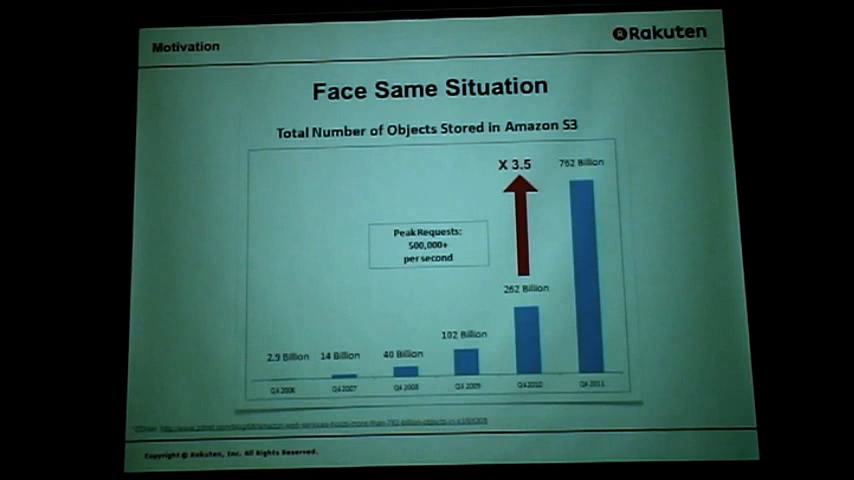 Motivation
Rakuten
Face Same Situation
Total Number of Objects Stored in Amazon S3
X 3.5
762 Billion
Peak Requests:
500,000+
per second
262 Billion
102 Billion
2.9 Billion 14 Billion 40 Billion
Q4 2006 Q4 2007 Q4 2008 Q4 2009 Q4 2010 Q4 2011
Copyright © Rakuten, Inc. All Rights Reserved.